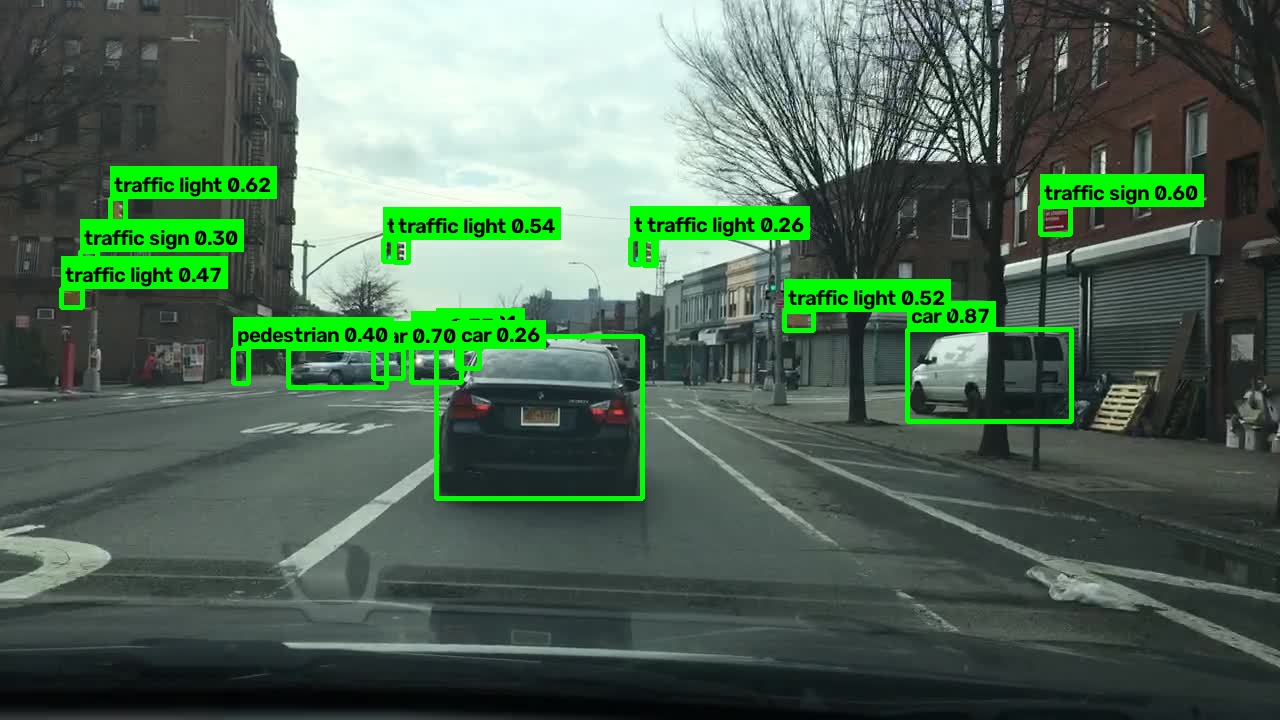 traffic light 0.62
traffic sign 0.60
t traffic light 0.54
t traffic light 0.26
traffic sign 0.30
traffic light 0.47
traffic light 0.52
car 0.87
pedestrian 0.40
ar 0.70
car 0.26
ONLY